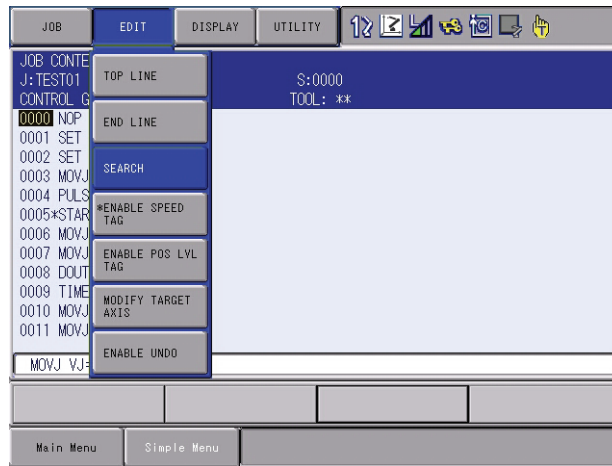 JOB EDIT DISPLAY UTILITY
JOB CONTE
J:TEST01 S:0000
CONTROL G TOOL: **
0000 NOP
0001 SET
0002 SET
0003 MOVJ
0004 PULS
0005*STAR
0006 MOVJ
0007 MOVJ
0008 DOUT
0009 TIME
0010 MOVJ
0011 MOVJ
TOP LINE
END LINE
SEARCH
*ENABLE SPEED
TAG
ENABLE POS LVL
TAG
MODIFY TARGET
AXIS
ENABLE UNDO
MOVJ VJ=
Main Menu Simple Menu